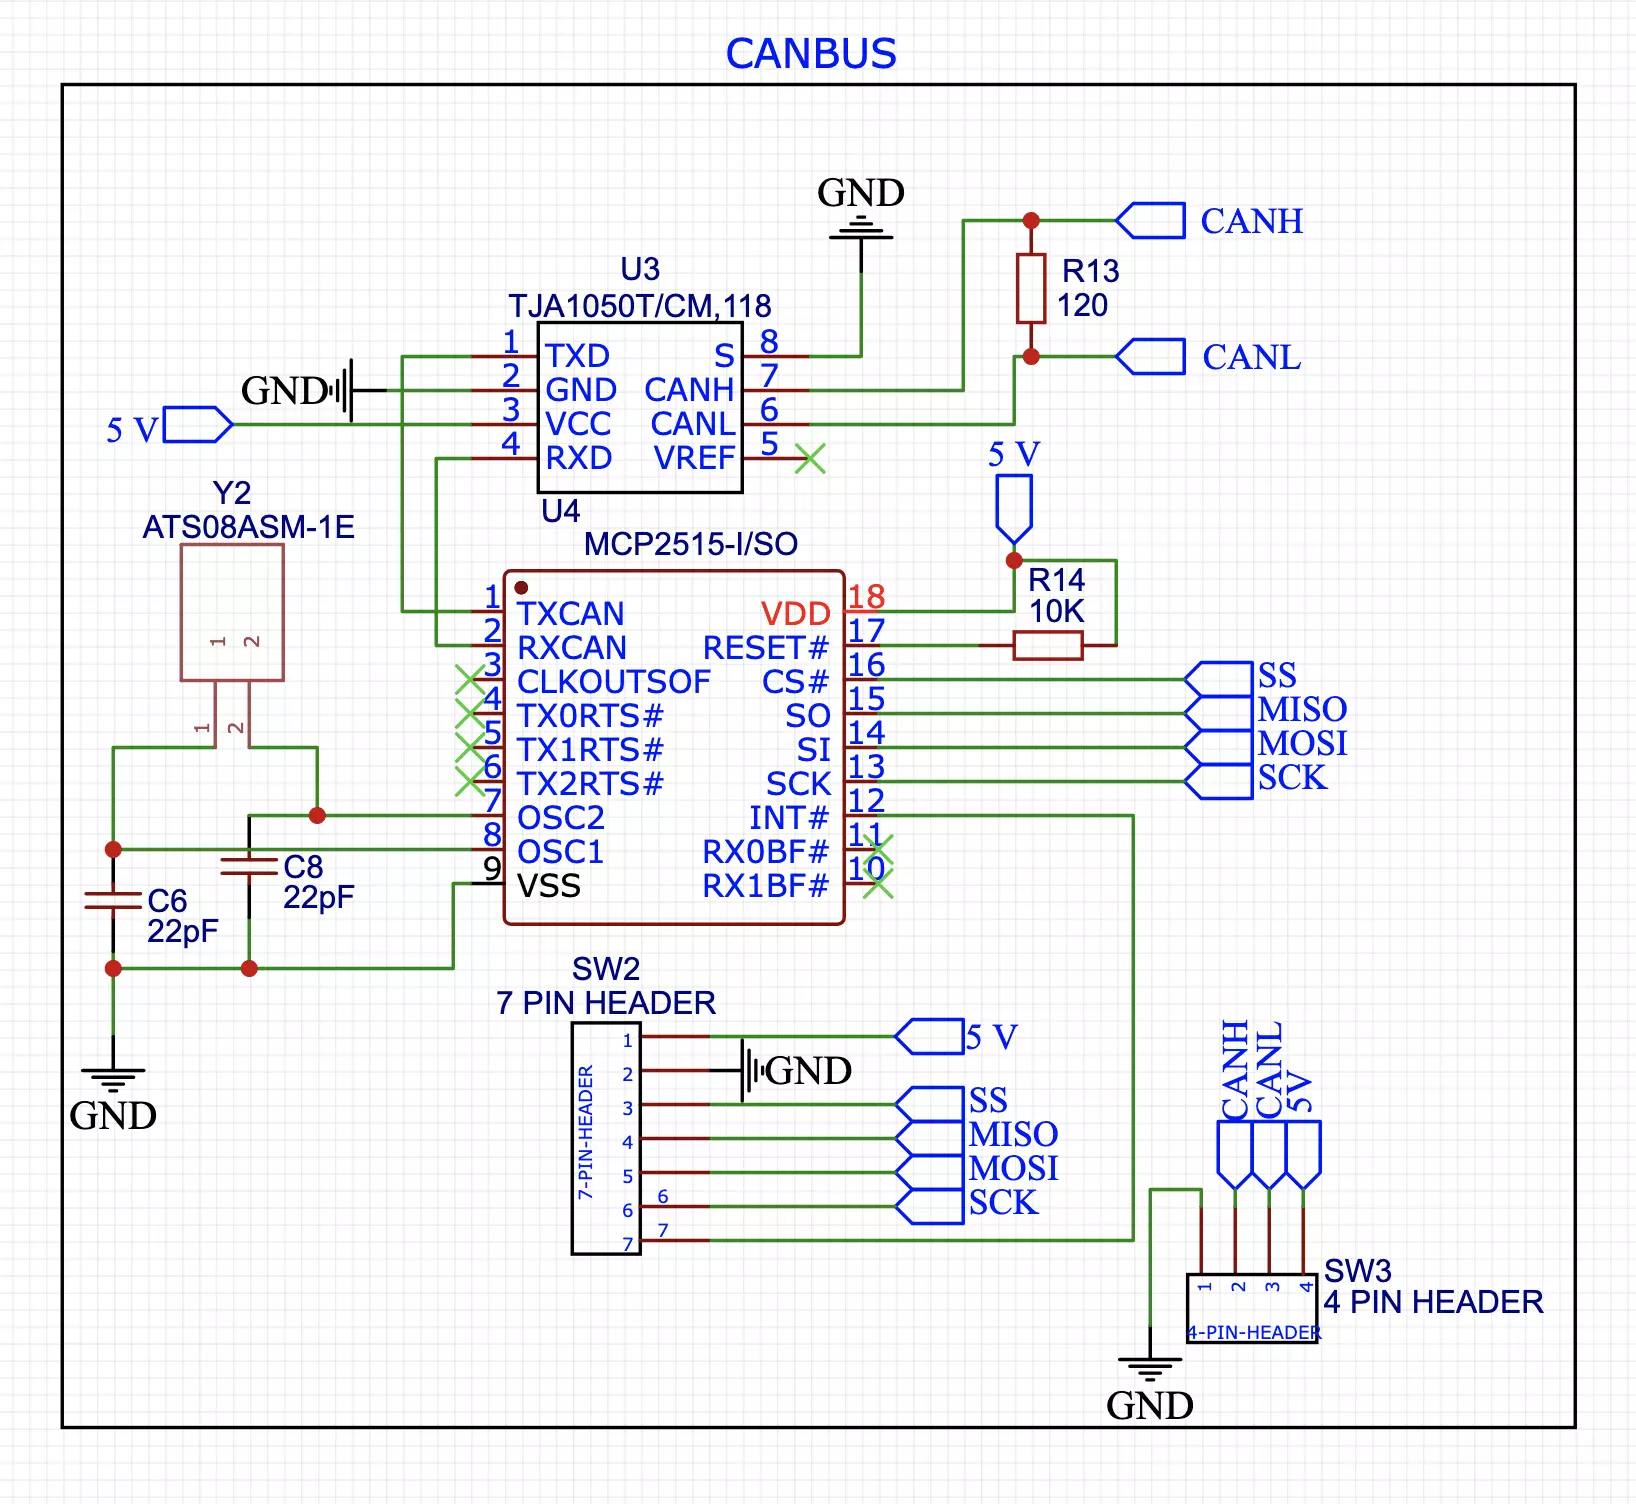 CANBUS
GND
CANH
R13
120
CANL
U3
TJA1050T/CM,118
1 TXD S 8
2 GND CANH 7
3 VCC CANL 6
4 RXD VREF 5
GND
5 V
5 V
Y2
ATS08ASM-1E
1 2
1 2
U4
MCP2515-I/SO
1 TXCAN VDD 18
2 RXCAN RESET# 17
3 CLKOUTSOF CS# 16
4 TX0RTS# SO 15
5 TX1RTS# SI 14
6 TX2RTS# SCK 13
7 OSC2 INT# 12
8 OSC1 RX0BF# 11
9 VSS RX1BF# 10
R14
10K
SS
MISO
MOSI
SCK
C8
22pF
C6
22pF
GND
SW2
7 PIN HEADER
7-PIN-HEADER
1 5 V
2 GND
3 SS
4 MISO
5 MOSI
6 6 SCK
7 7
CANH
CANL
5V
SW3
4 PIN HEADER
1 2 3 4
4-PIN-HEADER
GND